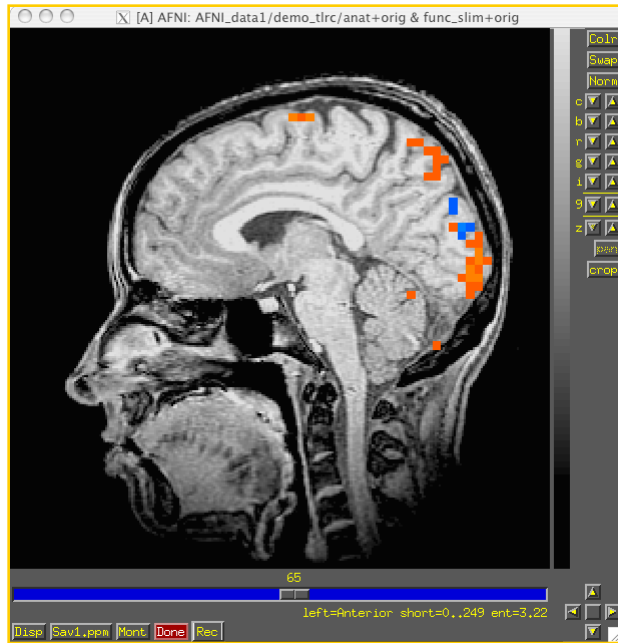 [A] AFNI: AFNI_data1/demo_tlrc/anat+orig & func_slim+orig
Colr
Swap
Norm
c
b
r
g
i
9
z
pan
crop
65
left=Anterior short=0..249 ent=3.22
Disp Sav1.ppm Mont Done Rec